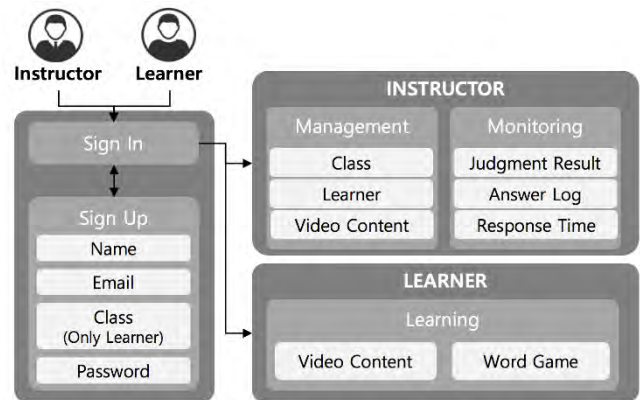 Instructor
Learner
Sign In
Sign Up
Name
Email
Class
(Only Learner)
Password
INSTRUCTOR
Management
Class
Learner
Video Content
Monitoring
Judgment Result
Answer Log
Response Time
LEARNER
Learning
Video Content
Word Game